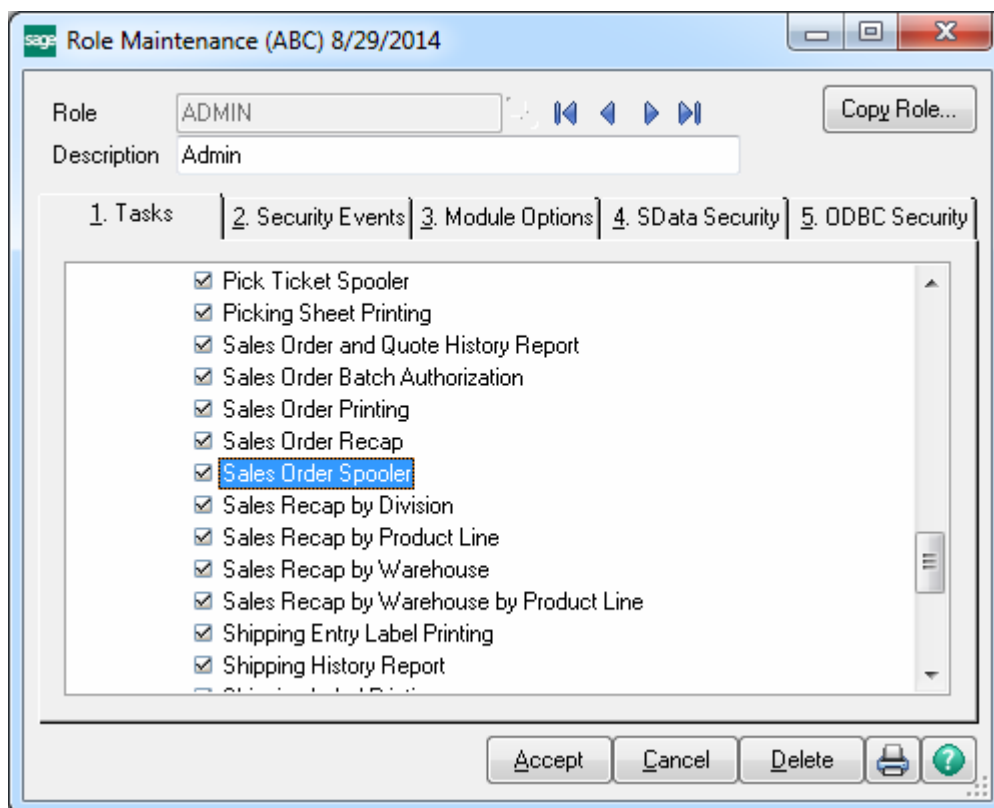 sage Role Maintenance (ABC) 8/29/2014
Role ADMIN Copy Role...
Description Admin
1. Tasks 2. Security Events 3. Module Options 4. SData Security 5. ODBC Security
Pick Ticket Spooler
Picking Sheet Printing
Sales Order and Quote History Report
Sales Order Batch Authorization
Sales Order Printing
Sales Order Recap
Sales Order Spooler
Sales Recap by Division
Sales Recap by Product Line
Sales Recap by Warehouse
Sales Recap by Warehouse by Product Line
Shipping Entry Label Printing
Shipping History Report
Accept Cancel Delete